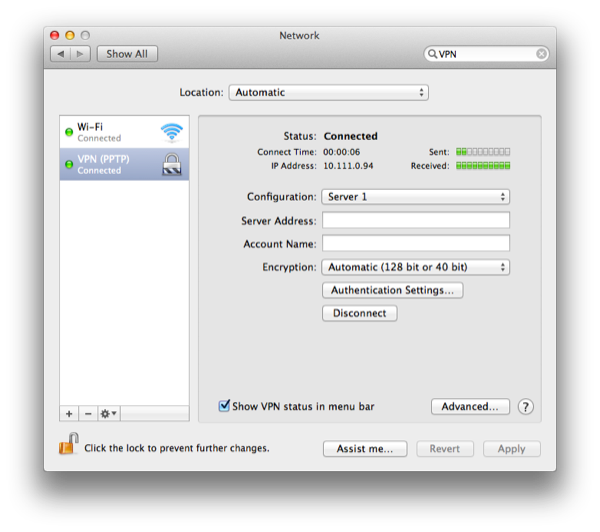 Network
Show All
VPN
Location: Automatic
Wi-Fi
Connected
VPN (PPTP)
Connected
Status: Connected
Connect Time: 00:00:06 Sent:
IP Address: 10.111.0.94 Received:
Configuration: Server 1
Server Address:
Account Name:
Encryption: Automatic (128 bit or 40 bit)
Authentication Settings...
Disconnect
Show VPN status in menu bar Advanced... ?
+ −
Click the lock to prevent further changes. Assist me... Revert Apply